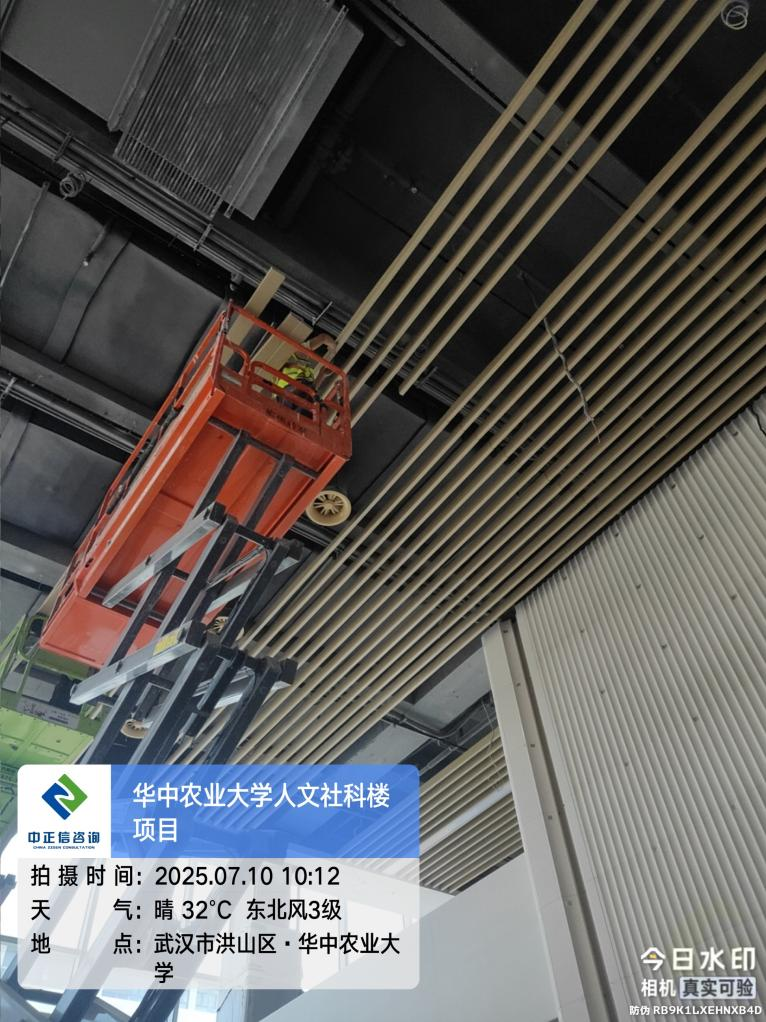 华中农业大学人文社科楼
项目
中正信咨询
CHINA ZZXIN CONSULTATION
拍摄时间：2025.07.10 10:12
天气：晴 32℃ 东北风3级
地点：武汉市洪山区·华中农业大
学
今日水印
相机 真实可验
防伪 RB9K1LXEHNXB4D